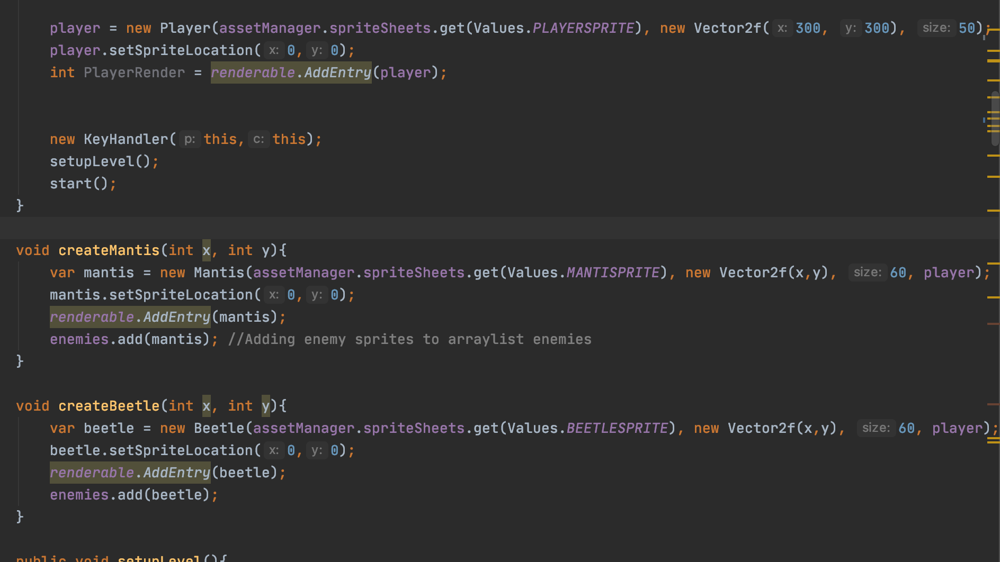 player = new Player(assetManager.spriteSheets.get(Values.PLAYERSPRITE), new Vector2f( x: 300, y: 300), size: 50);
player.setSpriteLocation( x: 0, y: 0);
int PlayerRender = renderable.AddEntry(player);
new KeyHandler( p: this, c: this);
setupLevel();
start();
}
void createMantis(int x, int y){
var mantis = new Mantis(assetManager.spriteSheets.get(Values.MANTISPRITE), new Vector2f(x,y), size: 60, player);
mantis.setSpriteLocation( x: 0, y: 0);
renderable.AddEntry(mantis);
enemies.add(mantis); //Adding enemy sprites to arraylist enemies
}
void createBeetle(int x, int y){
var beetle = new Beetle(assetManager.spriteSheets.get(Values.BEETLESPRITE), new Vector2f(x,y), size: 60, player);
beetle.setSpriteLocation( x: 0, y: 0);
renderable.AddEntry(beetle);
enemies.add(beetle);
}
public void setupLevel(){